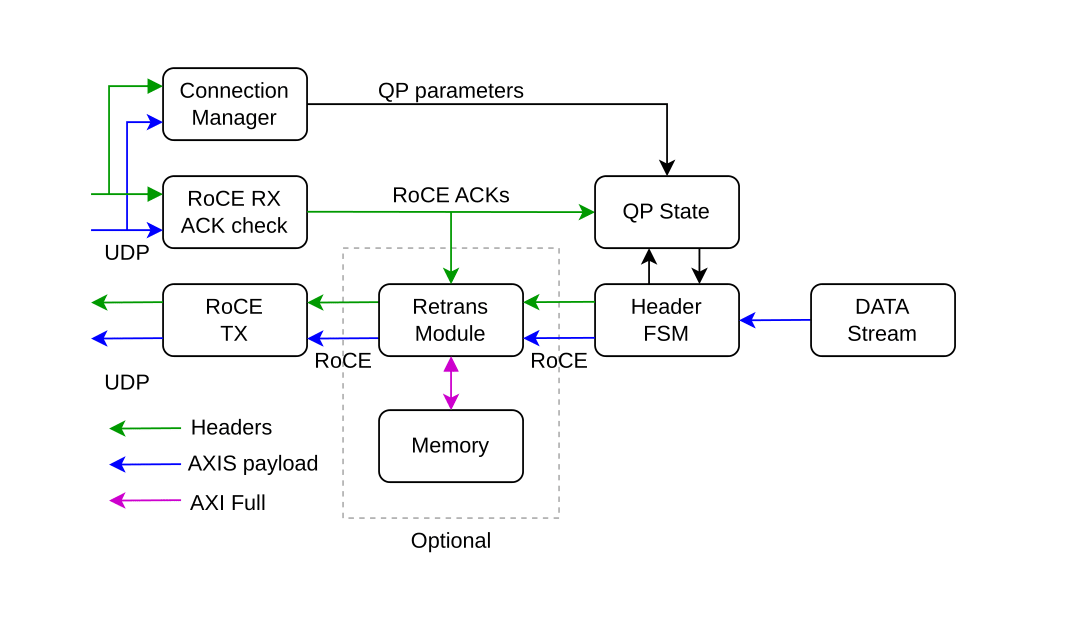 Connection
Manager
QP parameters
RoCE RX
ACK check
RoCE ACKs
QP State
UDP
RoCE
TX
Retrans
Module
Header
FSM
DATA
Stream
RoCE
RoCE
UDP
Headers
AXIS payload
AXI Full
Memory
Optional